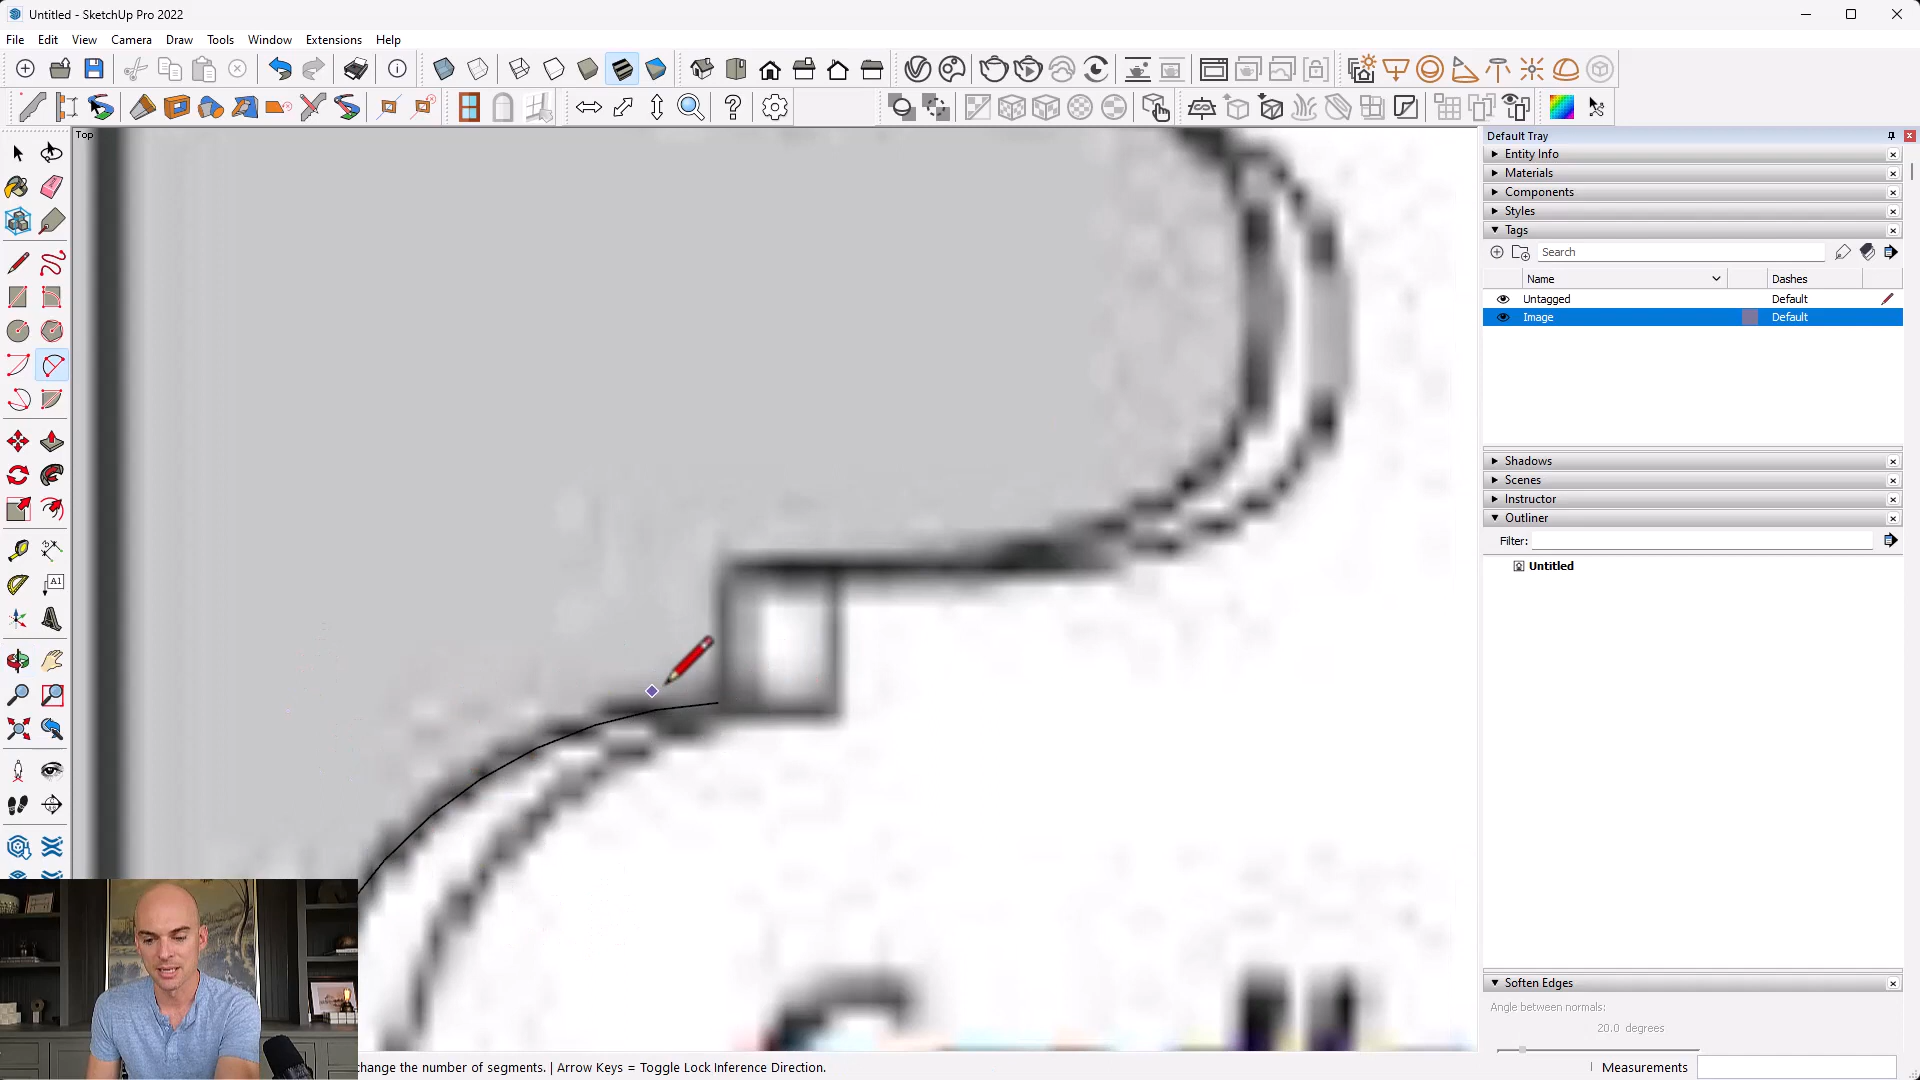 Untitled - SketchUp Pro 2022
File Edit View Camera Draw Tools Window Extensions Help
Top
Default Tray
Entity Info
Materials
Components
Styles
Tags
Search
Name Dashes
Untagged Default
Image Default
Shadows
Scenes
Instructor
Outliner
Filter:
Untitled
Soften Edges
Angle between normals:
20.0 degrees
change the number of segments. | Arrow Keys = Toggle Lock Inference Direction.
Measurements